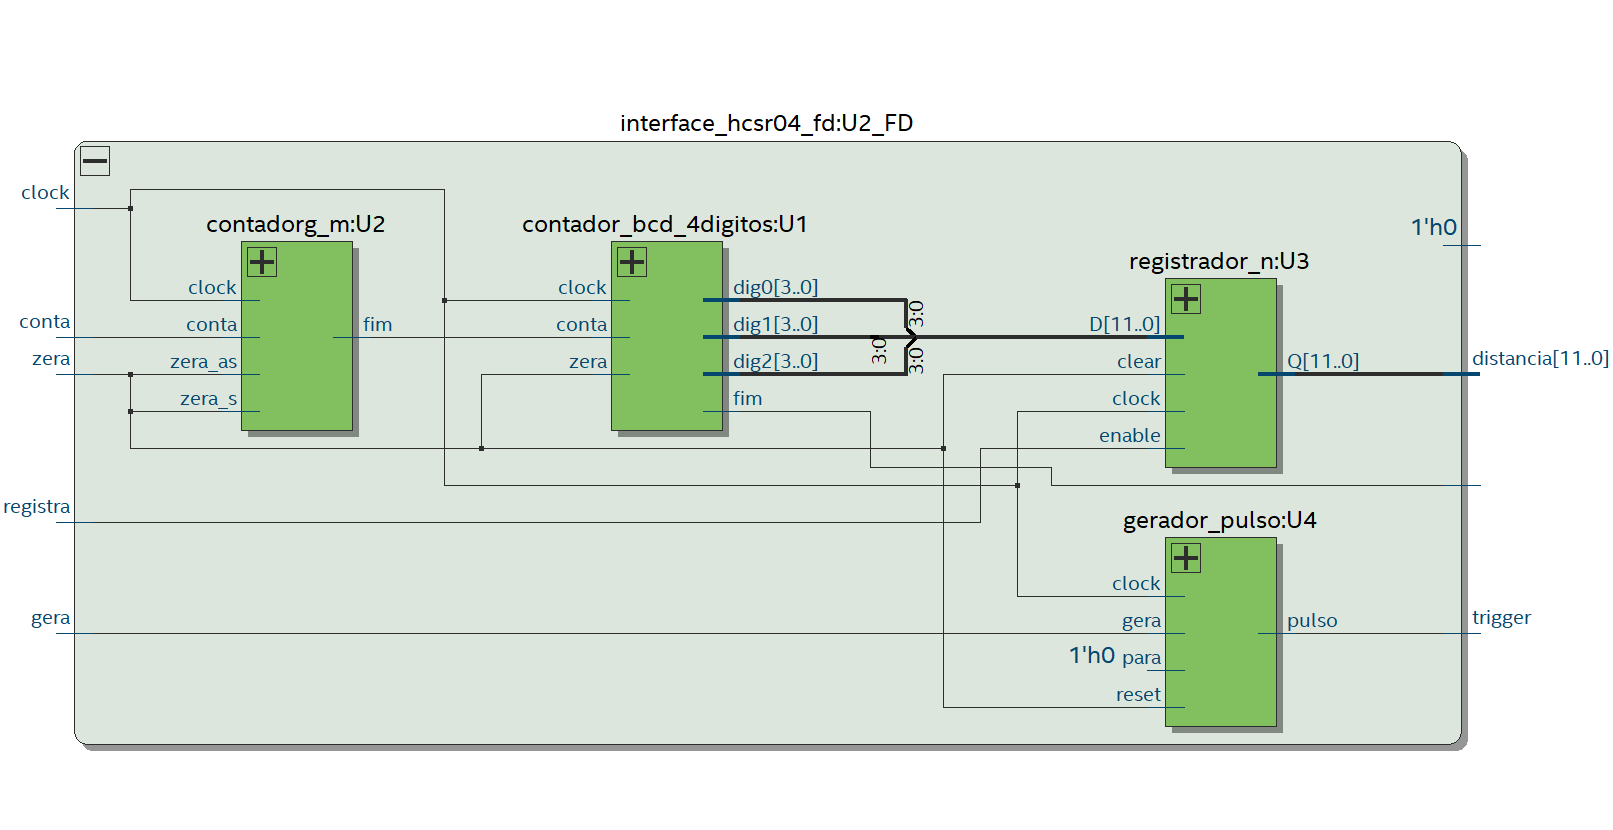 interface_hcsr04_fd:U2_FD
clock
conta
zera
registra
gera
contadorg_m:U2
clock
conta
zera_as
zera_s
fim
contador_bcd_4digitos:U1
clock
conta
zera
dig0[3..0]
dig1[3..0]
dig2[3..0]
fim
3:0
3:0
3:0
1'h0
registrador_n:U3
D[11..0]
clear
clock
enable
Q[11..0]
distancia[11..0]
gerador_pulso:U4
clock
gera
1'h0 para
reset
pulso
trigger